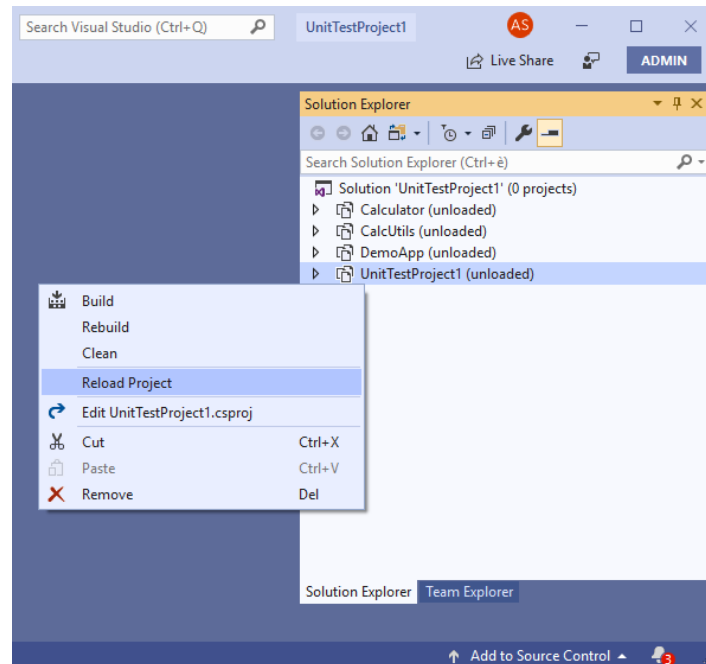 Search Visual Studio (Ctrl+Q)
UnitTestProject1
AS
Live Share
ADMIN
Solution Explorer
Search Solution Explorer (Ctrl+è)
Solution 'UnitTestProject1' (0 projects)
Calculator (unloaded)
CalcUtils (unloaded)
DemoApp (unloaded)
UnitTestProject1 (unloaded)
Build
Rebuild
Clean
Reload Project
Edit UnitTestProject1.csproj
Cut Ctrl+X
Paste Ctrl+V
Remove Del
Solution Explorer Team Explorer
Add to Source Control
3